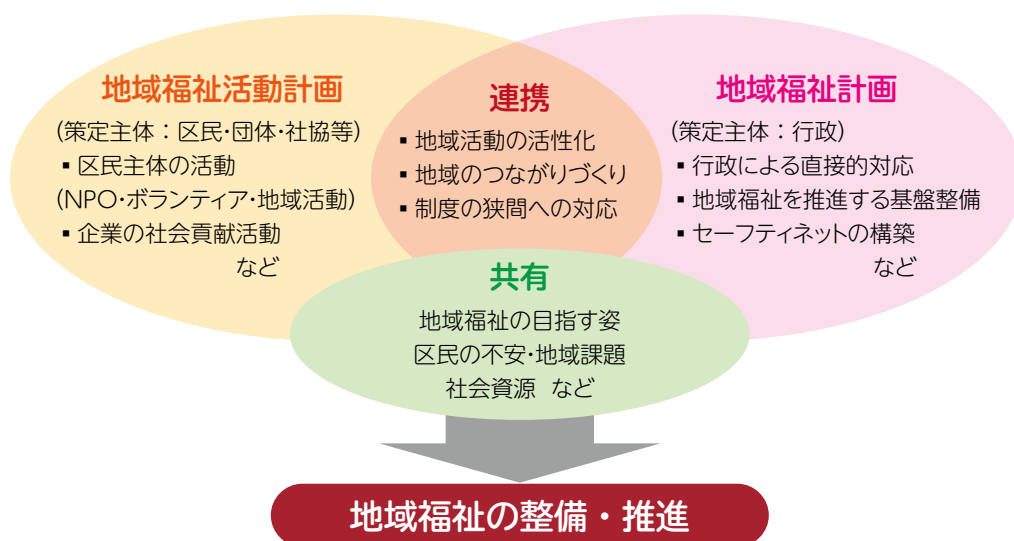 地域福祉活動計画
(策定主体:区民・団体・社協等)
▪ 区民主体の活動
(NPO・ボランティア・地域活動)
▪ 企業の社会貢献活動
など
連携
▪ 地域活動の活性化
▪ 地域のつながりづくり
▪ 制度の狭間への対応
地域福祉計画
(策定主体:行政)
▪ 行政による直接的対応
▪ 地域福祉を推進する基盤整備
▪ セーフティネットの構築
など
共有
地域福祉の目指す姿
区民の不安・地域課題
社会資源 など
地域福祉の整備・推進